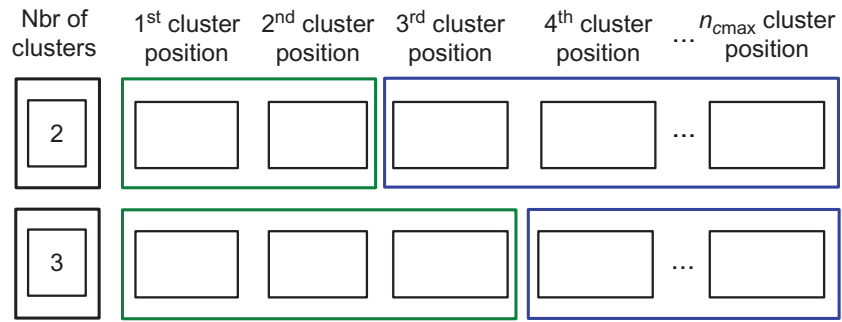 Nbr of clusters
1st cluster position
2nd cluster position
3rd cluster position
4th cluster position
... ncmax cluster position
2
...
3
...